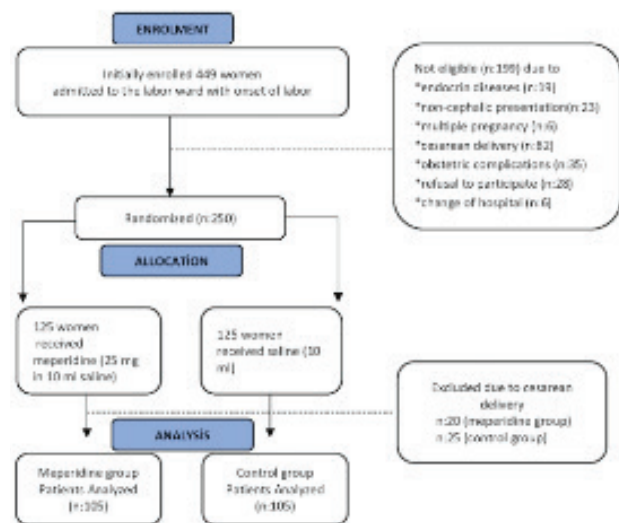 ENROLMENT
Initially enrolled 449 women
admitted to the labor ward with onset of labor
Not eligible (n:199) due to
*endocrin diseases (n:19)
*non-cephalic presentation(n:23)
*multiple pregnancy (n:6)
*cesarean delivery (n:82)
*obstetric complications (n:35)
*refusal to participate (n:28)
*change of hospital (n:6)
Randomized (n:250)
ALLOCATİON
125 women
received
meperidine (25 mg
in 10 ml saline)
125 women
received saline (10
ml)
Excluded due to cesarean
delivery
n:20 (meperidine group)
n:25 (control group)
ANALYSİS
Meperidine group
Patients Analyzed
(n:105)
Control group
Patients Analyzed
(n:105)